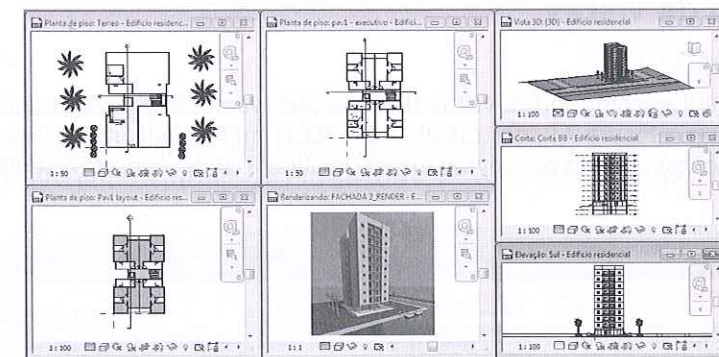 Planta de piso: Terreo - Edificio residenc...
1 : 50
Planta de piso: pav1 - executivo - Edifici...
1 : 50
Vista 3D: {3D} - Edificio residencial
1 : 100
Corte: Corte BB - Edificio residencial
1 : 100
Planta de piso: Pav1 layout - Edificio res...
1 : 100
Renderizando: FACHADA 2_RENDER - E...
1 : 1
Elevação: Sul - Edificio residencial
1 : 100